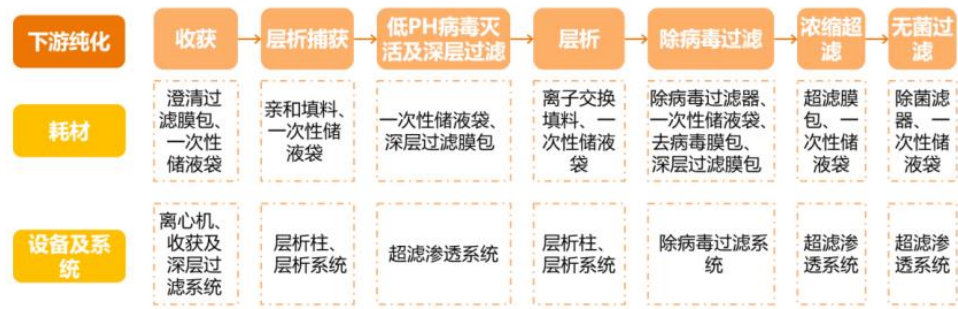 下游纯化
收获
层析捕获
低PH病毒灭
活及深层过滤
层析
除病毒过滤
浓缩超
滤
无菌过
滤
耗材
澄清过
滤膜包、
一次性
储液袋
亲和填料、
一次性储
液袋
一次性储液袋、
深层过滤膜包
离子交换
填料、一
次性储液
袋
除病毒过滤器、
一次性储液袋、
去病毒膜包、
深层过滤膜包
超滤膜
包、一
次性储
液袋
除菌滤
器、一
次性储
液袋
设备及系
统
离心机、
收获及
深层过
滤系统
层析柱、
层析系统
超滤渗透系统
层析柱、
层析系统
除病毒过滤系
统
超滤渗
透系统
超滤渗
透系统